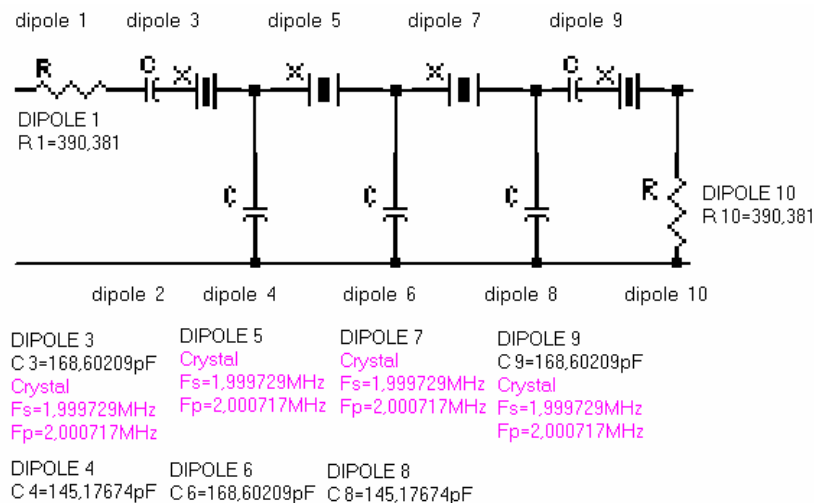 dipole 1 dipole 3 dipole 5 dipole 7 dipole 9
R C X X X C X
DIPOLE 1
R 1=390,381
C C C R
DIPOLE 10
R 10=390,381
dipole 2 dipole 4 dipole 6 dipole 8 dipole 10
DIPOLE 3
C 3=168,60209pF
Crystal
Fs=1,999729MHz
Fp=2,000717MHz
DIPOLE 5
Crystal
Fs=1,999729MHz
Fp=2,000717MHz
DIPOLE 7
Crystal
Fs=1,999729MHz
Fp=2,000717MHz
DIPOLE 9
C 9=168,60209pF
Crystal
Fs=1,999729MHz
Fp=2,000717MHz
DIPOLE 4
C 4=145,17674pF
DIPOLE 6
C 6=168,60209pF
DIPOLE 8
C 8=145,17674pF